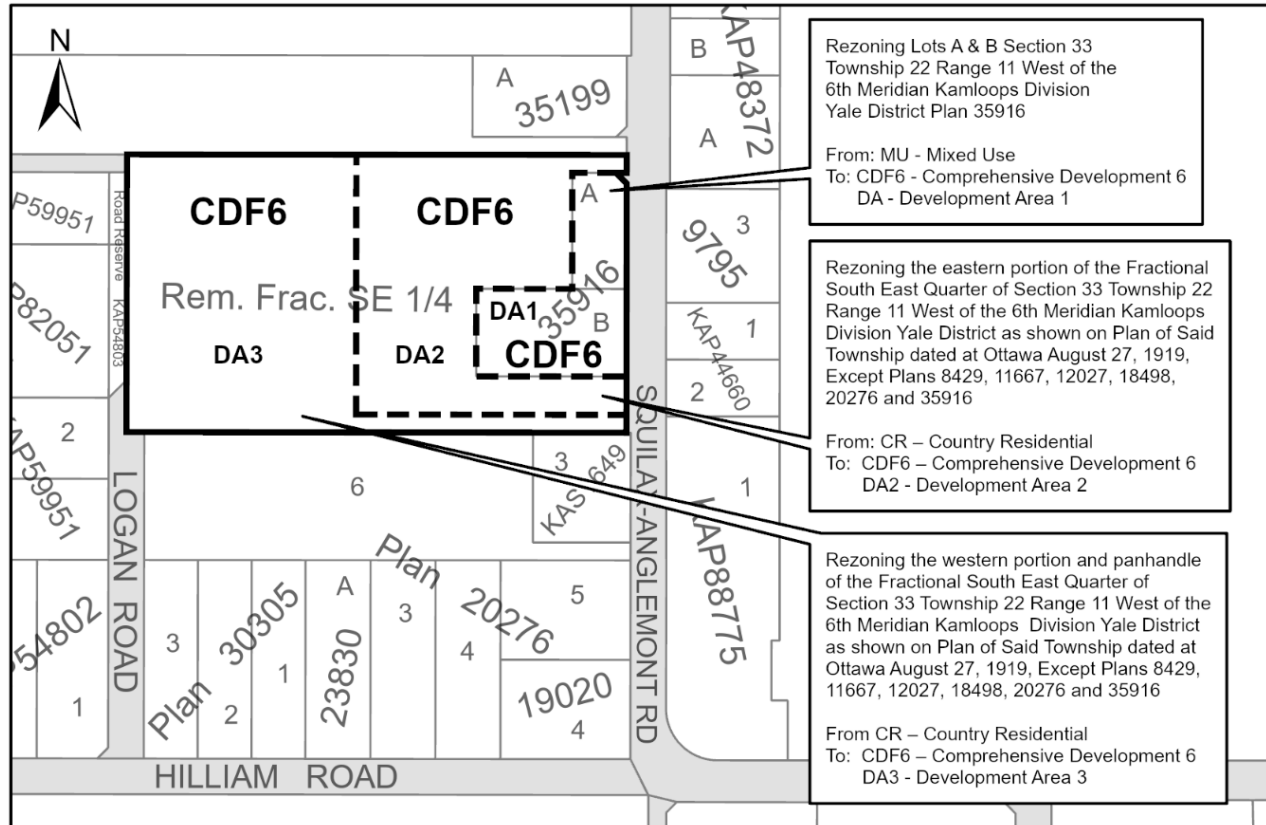 N
A
35199
B
KAP48372
A
CDF6
CDF6
A
P59951
Road Reserve KAP54803
Rem. Frac. SE 1/4
35916
DA1
B
DA3
DA2
CDF6
3
9795
1
KAP44660
2
P82051
2
KAP59951
LOGAN ROAD
6
3
KAS 649
SQUILAX-ANGLEMONT RD
1
KAP88775
P54802
1
3
Plan 30305
2
1
A
23830
Plan 20276
3
4
5
19020
4
HILLIAM ROAD
Rezoning Lots A & B Section 33
Township 22 Range 11 West of the
6th Meridian Kamloops Division
Yale District Plan 35916
From: MU - Mixed Use
To: CDF6 - Comprehensive Development 6
DA - Development Area 1
Rezoning the eastern portion of the Fractional
South East Quarter of Section 33 Township 22
Range 11 West of the 6th Meridian Kamloops
Division Yale District as shown on Plan of Said
Township dated at Ottawa August 27, 1919,
Except Plans 8429, 11667, 12027, 18498,
20276 and 35916
From: CR – Country Residential
To: CDF6 – Comprehensive Development 6
DA2 - Development Area 2
Rezoning the western portion and panhandle
of the Fractional South East Quarter of
Section 33 Township 22 Range 11 West of the
6th Meridian Kamloops Division Yale District
as shown on Plan of Said Township dated at
Ottawa August 27, 1919, Except Plans 8429,
11667, 12027, 18498, 20276 and 35916
From CR – Country Residential
To: CDF6 – Comprehensive Development 6
DA3 - Development Area 3